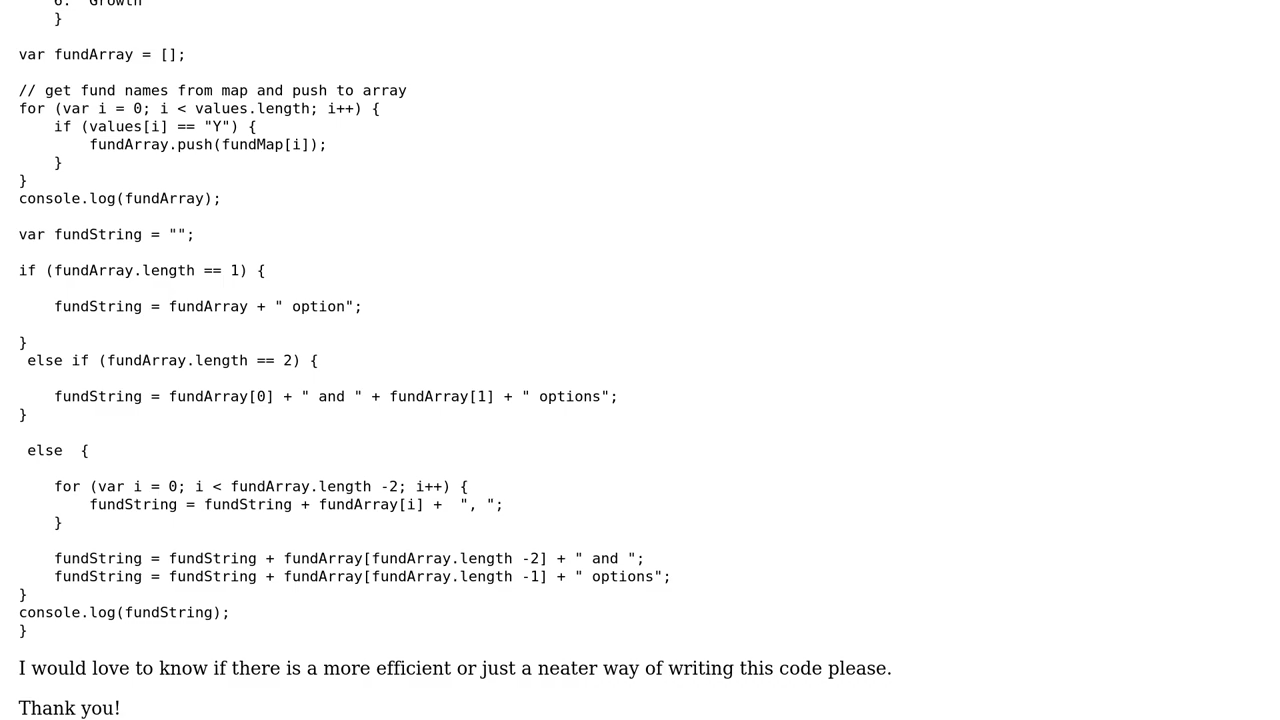 6: "Growth"
    }
var fundArray = [];
// get fund names from map and push to array
for (var i = 0; i < values.length; i++) {
    if (values[i] == "Y") {
        fundArray.push(fundMap[i]);
    }
}
console.log(fundArray);
var fundString = "";
if (fundArray.length == 1) {
    fundString = fundArray + " option";
}
 else if (fundArray.length == 2) {
    fundString = fundArray[0] + " and " + fundArray[1] + " options";
}
 else  {
    for (var i = 0; i < fundArray.length -2; i++) {
        fundString = fundString + fundArray[i] +  ", ";
    }
    fundString = fundString + fundArray[fundArray.length -2] + " and ";
    fundString = fundString + fundArray[fundArray.length -1] + " options";
}
console.log(fundString);
}
I would love to know if there is a more efficient or just a neater way of writing this code please.
Thank you!